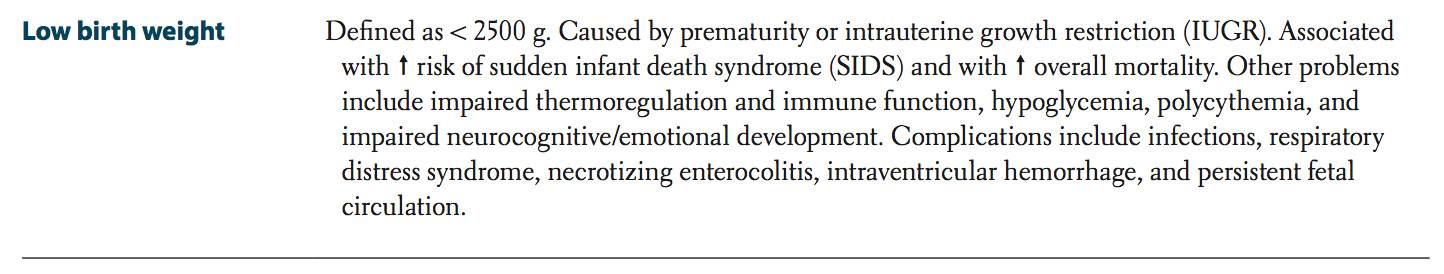 Low birth weight
Defined as < 2500 g. Caused by prematurity or intrauterine growth restriction (IUGR). Associated
with ↑ risk of sudden infant death syndrome (SIDS) and with ↑ overall mortality. Other problems
include impaired thermoregulation and immune function, hypoglycemia, polycythemia, and
impaired neurocognitive/emotional development. Complications include infections, respiratory
distress syndrome, necrotizing enterocolitis, intraventricular hemorrhage, and persistent fetal
circulation.